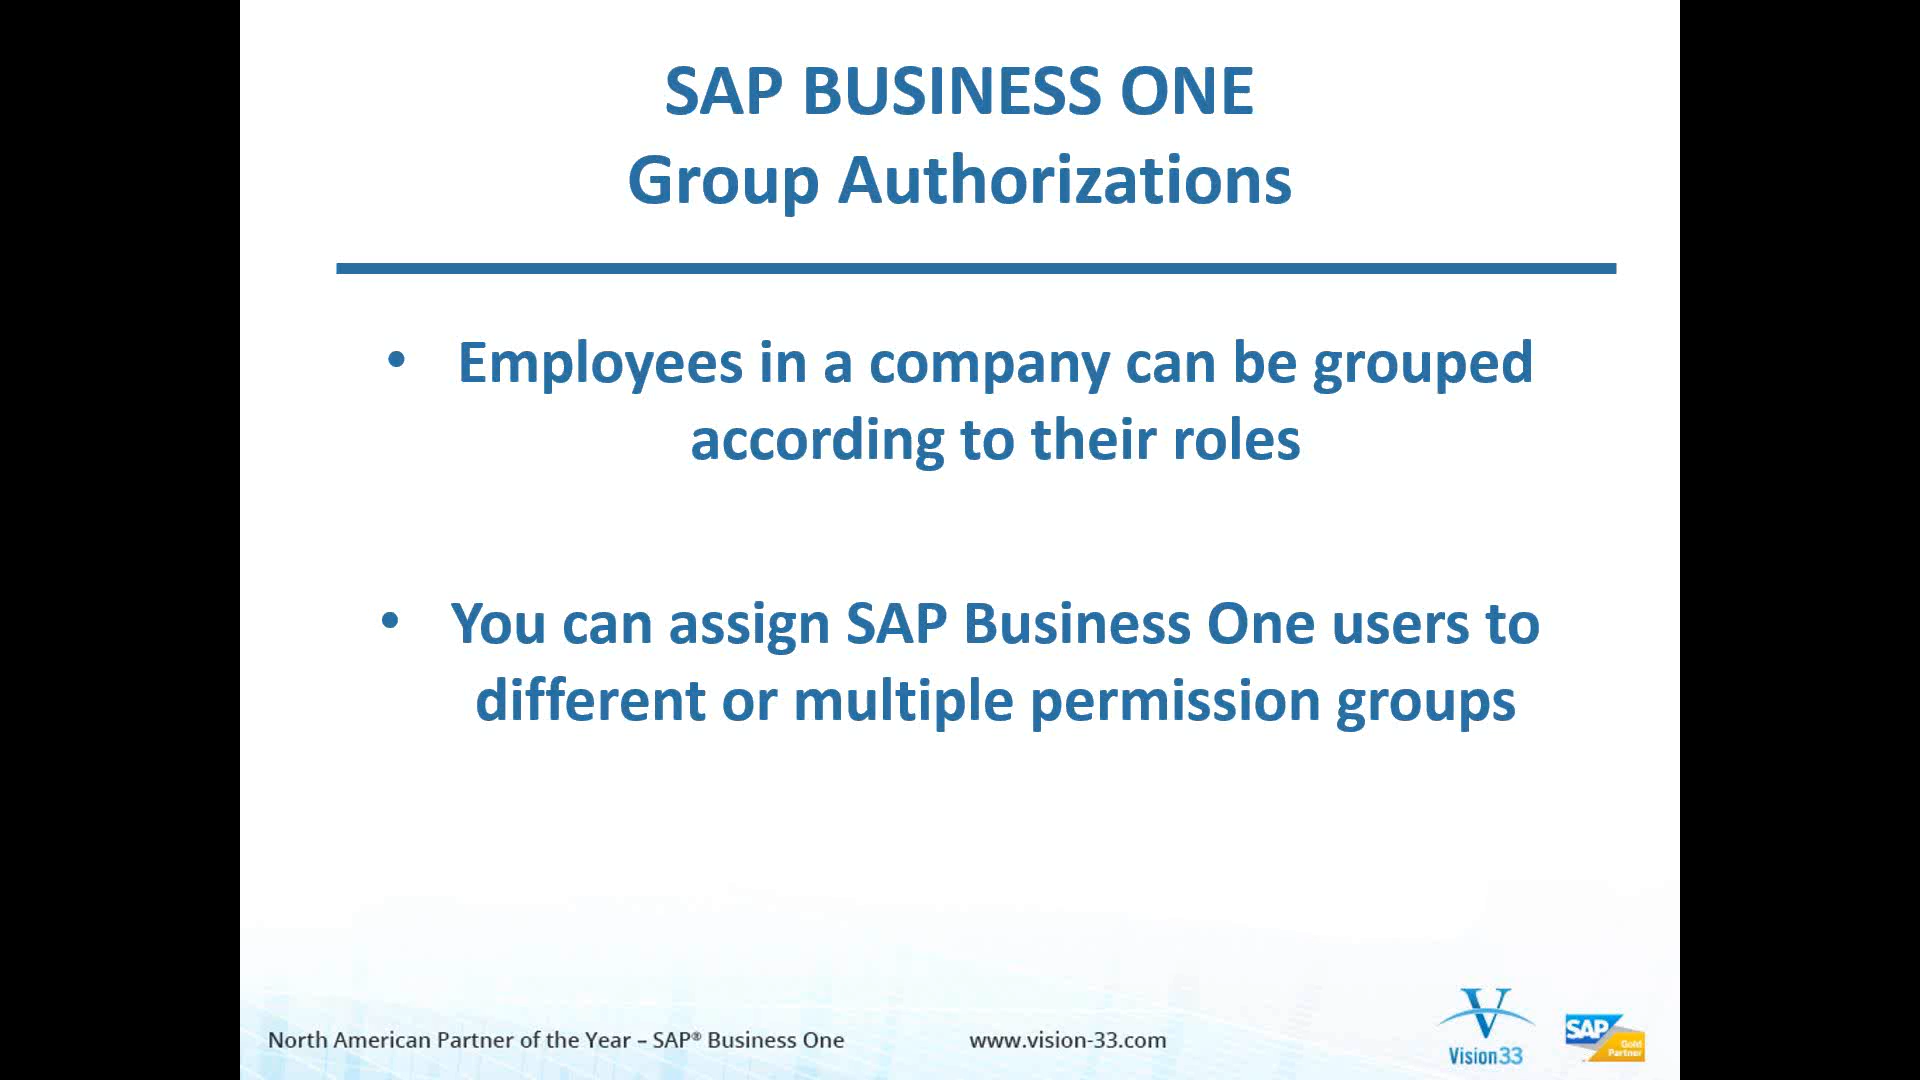 SAP BUSINESS ONE
Group Authorizations
• Employees in a company can be grouped
according to their roles
• You can assign SAP Business One users to
different or multiple permission groups
North American Partner of the Year – SAP® Business One
www.vision-33.com
V
Vision33
SAP
Gold
Partner